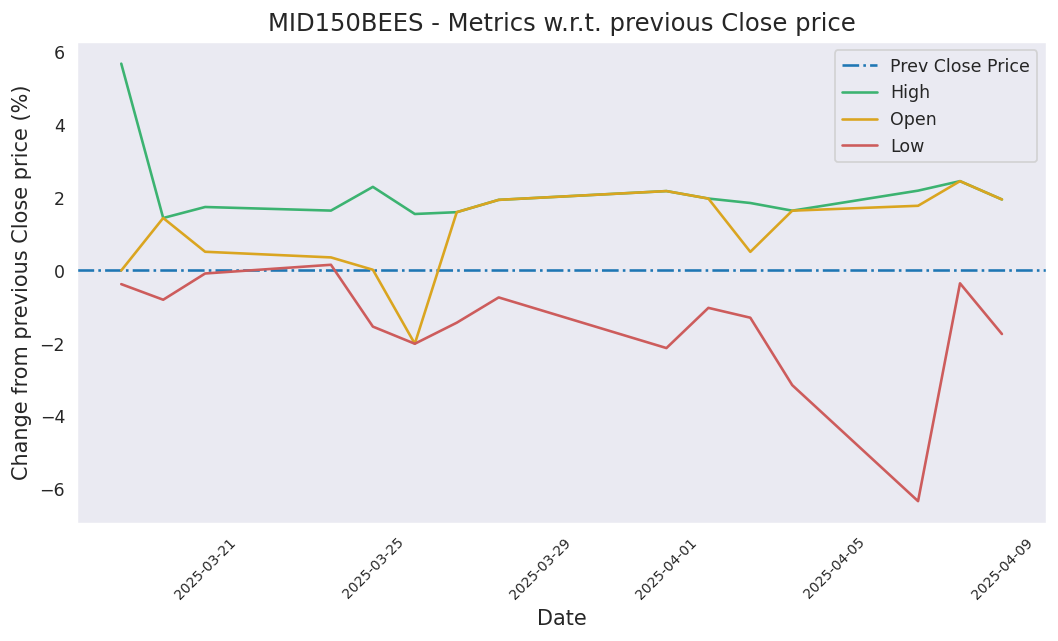 MID150BEES - Metrics w.r.t. previous Close price
Change from previous Close price (%)
6
4
2
0
−2
−4
−6
Prev Close Price
High
Open
Low
2025-03-21
2025-03-25
2025-03-29
2025-04-01
2025-04-05
2025-04-09
Date